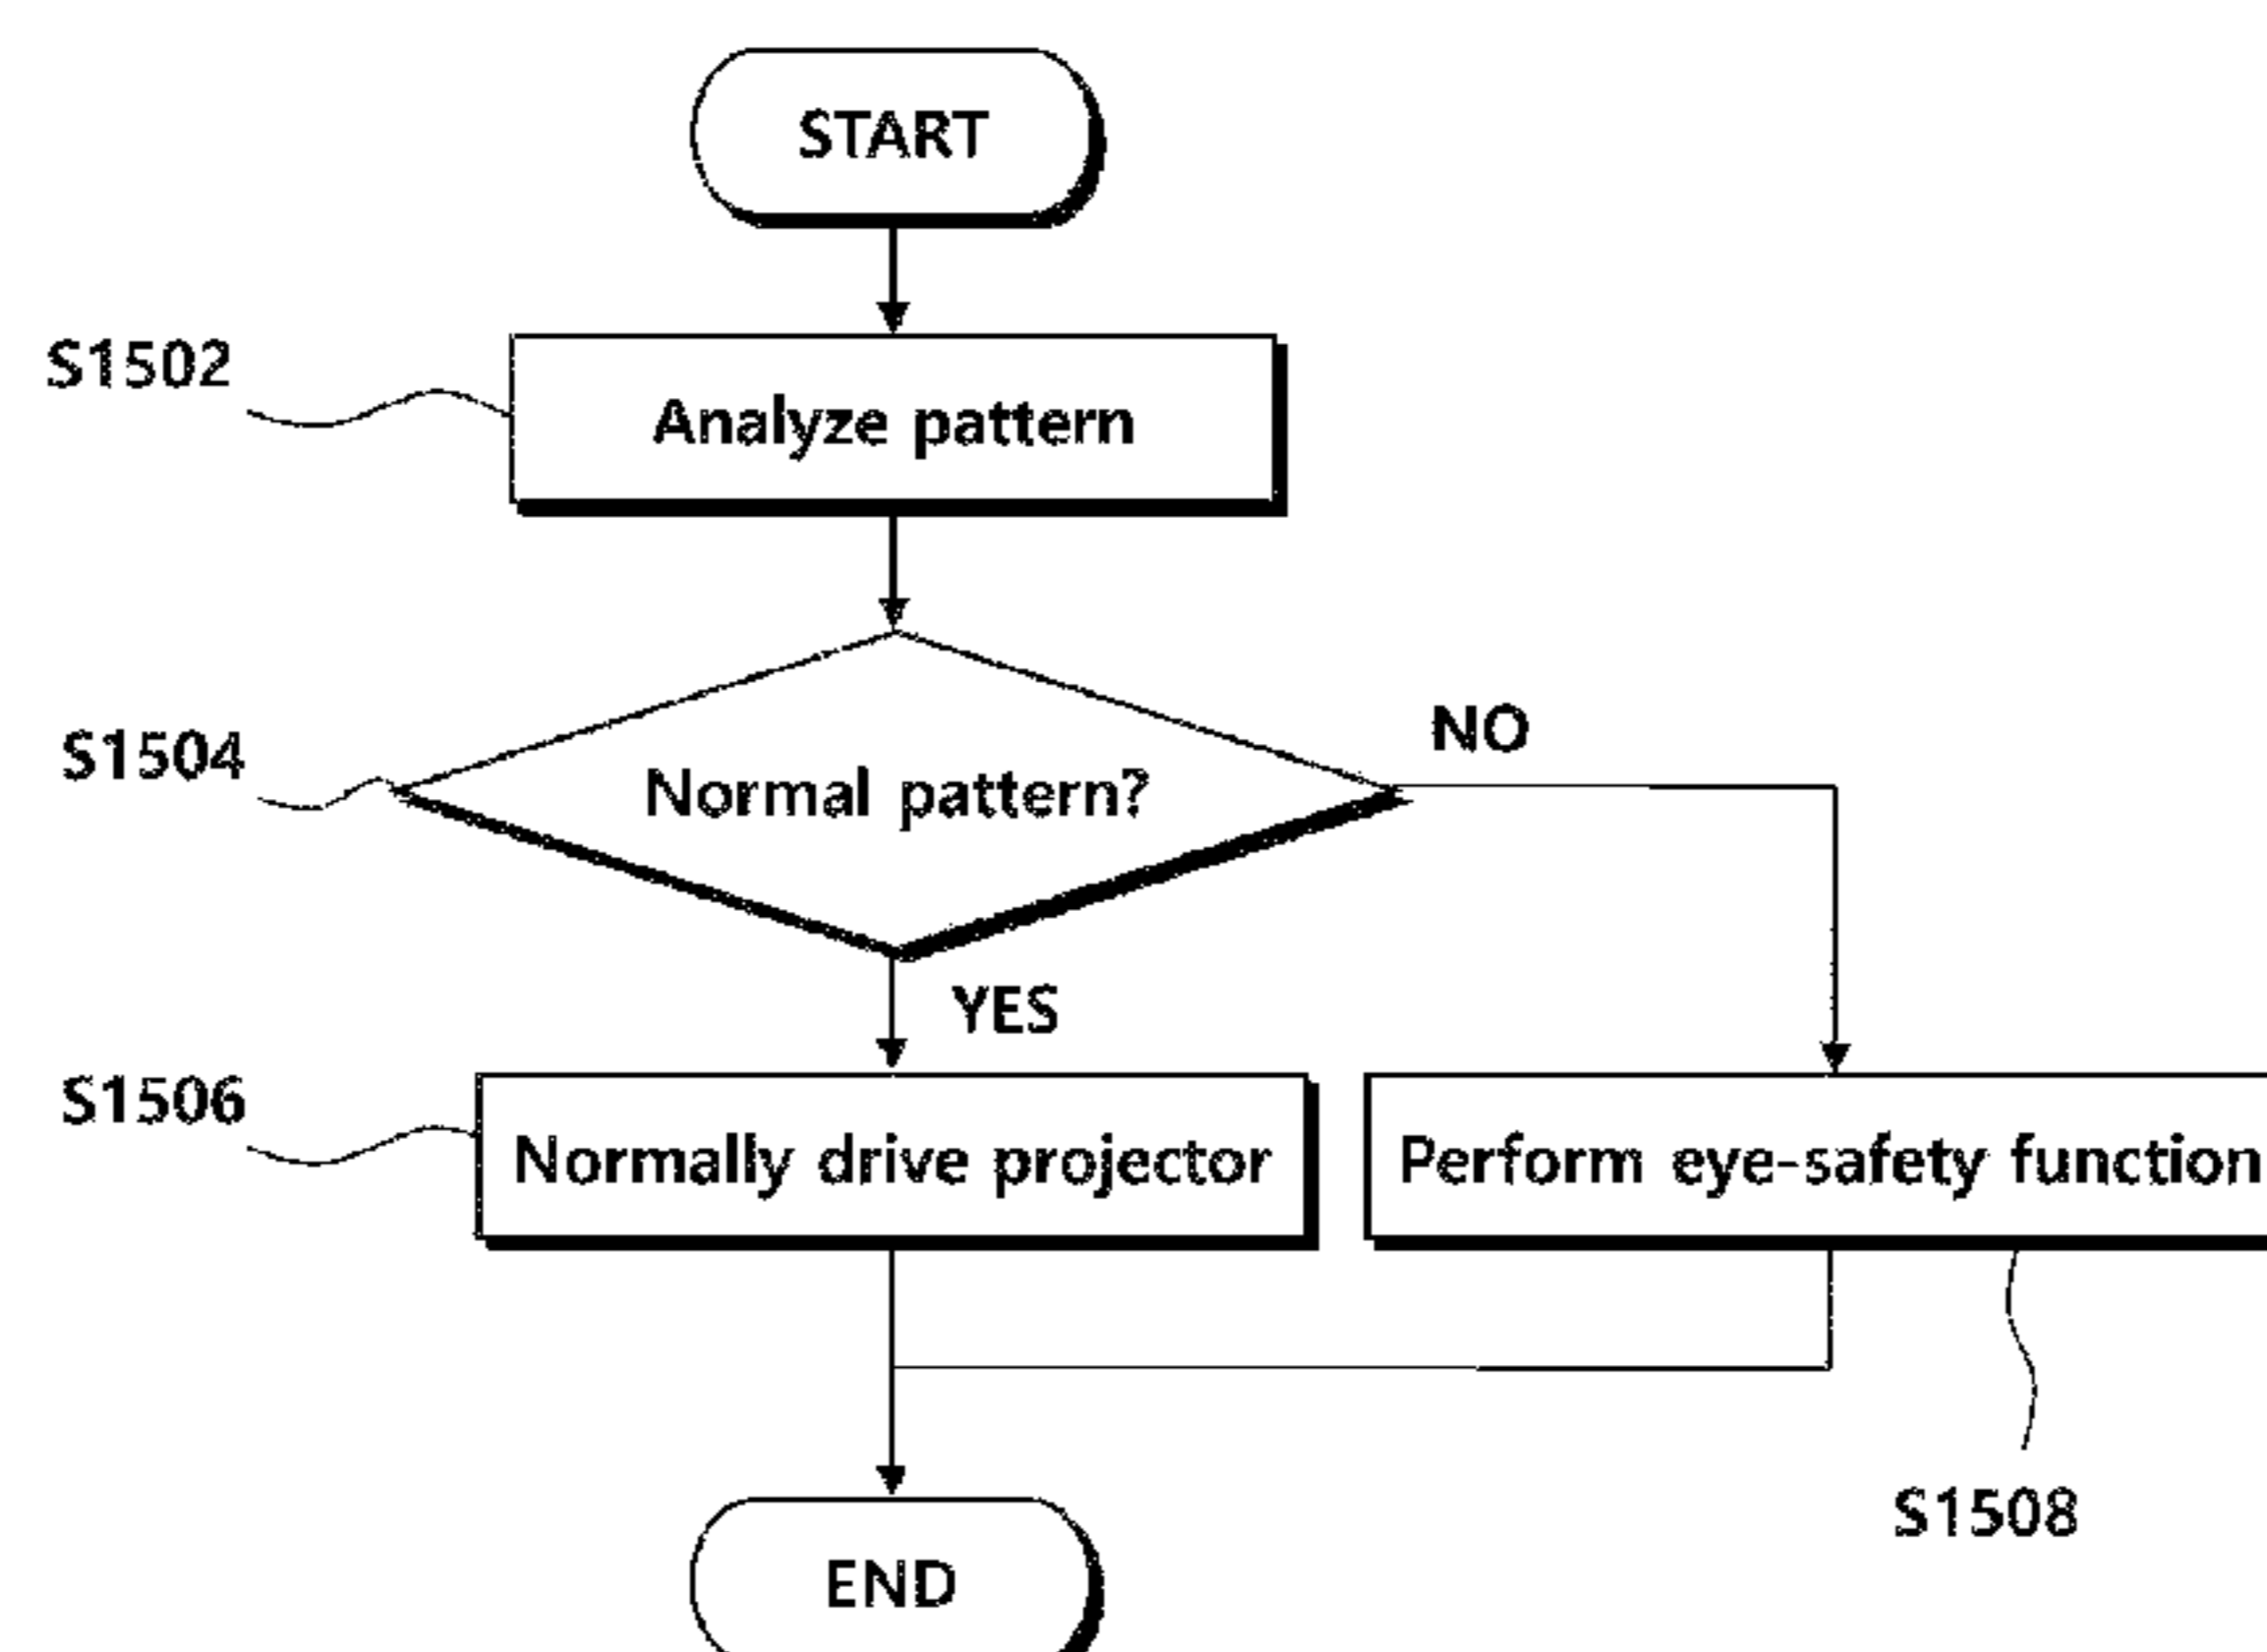 START
S1502
Analyze pattern
S1504
Normal pattern?
NO
YES
S1506
Normally drive projector
Perform eye-safety function
S1508
END